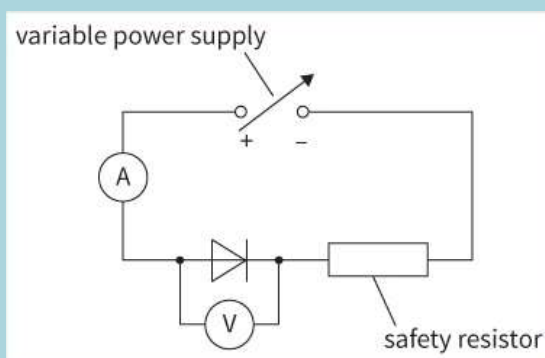 variable power supply
+ –
A
V
safety resistor